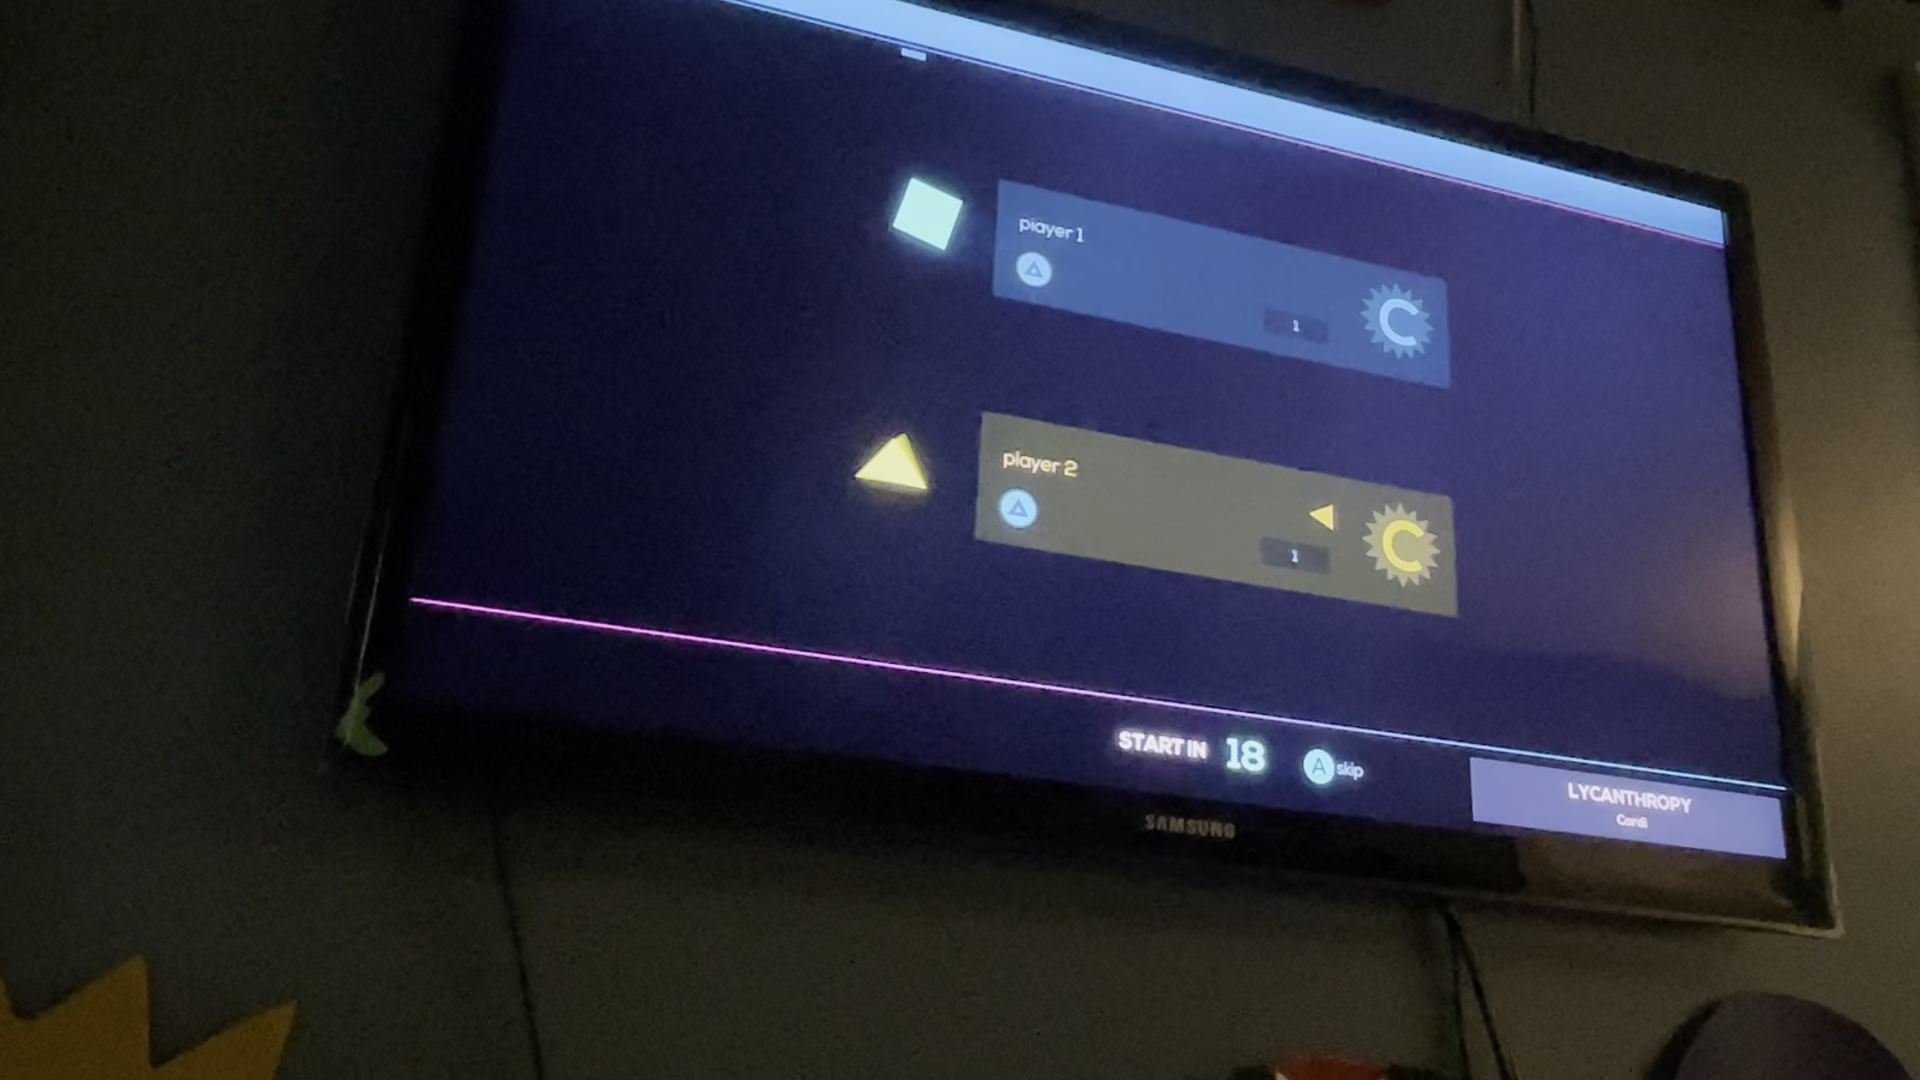 player 1
1
C
player 2
1
C
START IN 18 A skip
LYCANTHROPY
Cardi
SAMSUNG